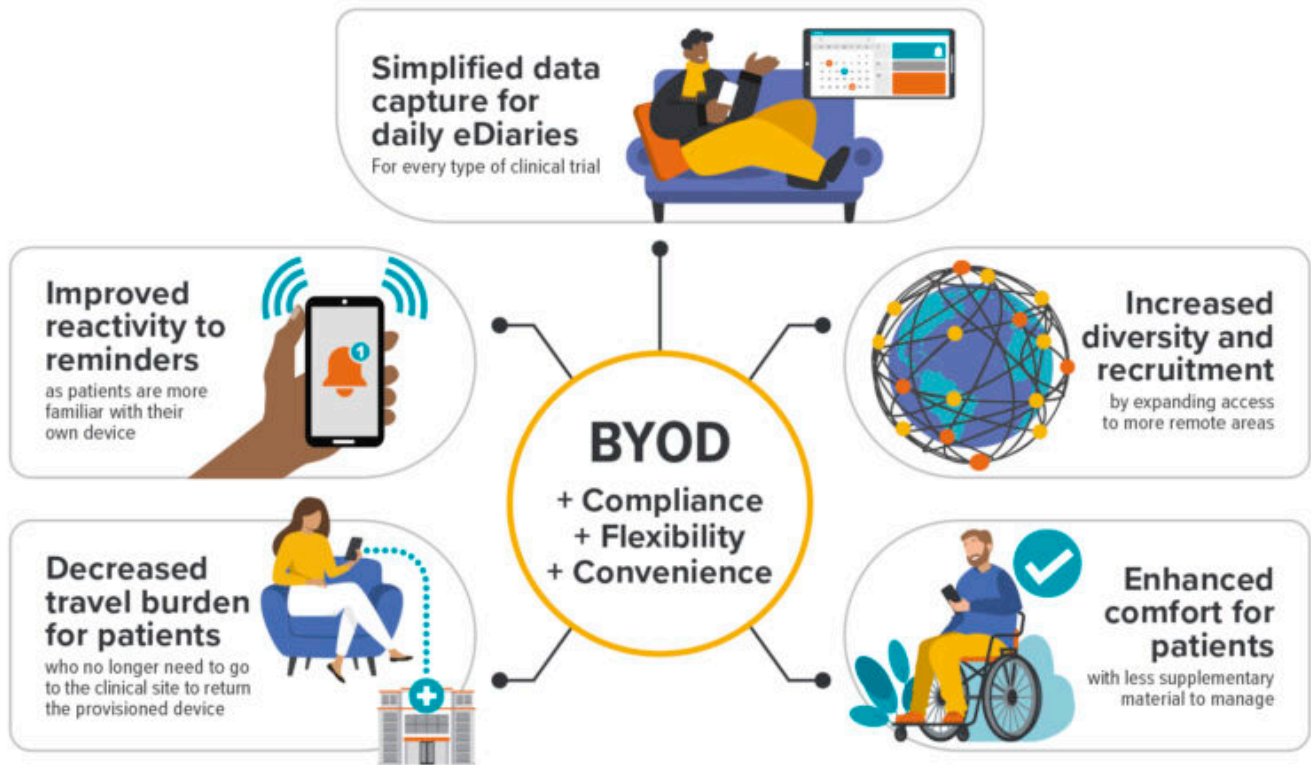 Simplified data
capture for
daily eDiaries
For every type of clinical trial
Improved
reactivity to
reminders
as patients are more
familiar with their
own device
1
Increased
diversity and
recruitment
by expanding access
to more remote areas
BYOD
+ Compliance
+ Flexibility
+ Convenience
Decreased
travel burden
for patients
who no longer need to go
to the clinical site to return
the provisioned device
Enhanced
comfort for
patients
with less supplementary
material to manage